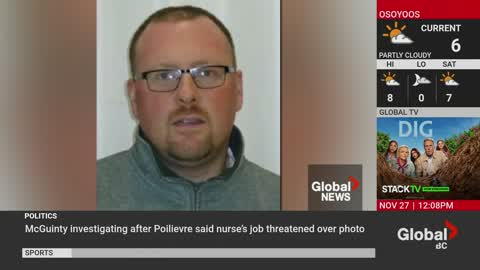 OSOYOOS
CURRENT
6
PARTLY CLOUDY
HI
LO
SAT
8
0
7
GLOBAL TV
DIG
STACKTV
NOV 27 | 12:08PM
Global
NEWS
POLITICS
McGuinty investigating after Poilievre said nurse's job threatened over photo
SPORTS
Global
BC